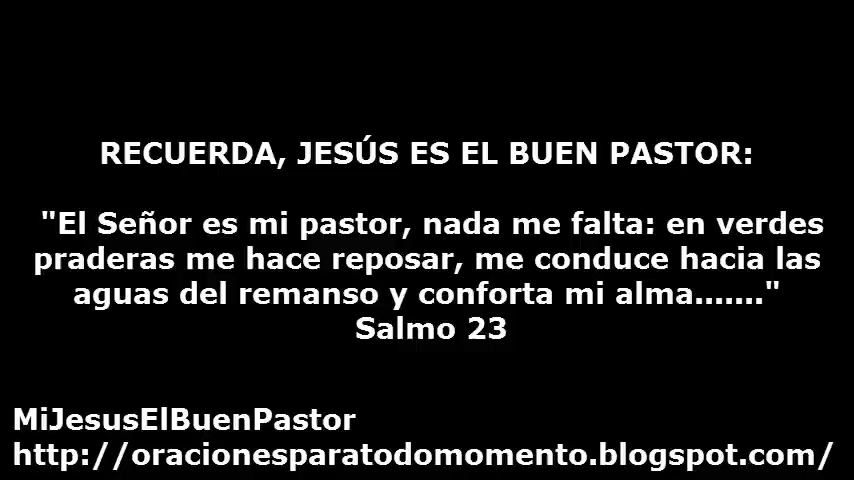 RECUERDA, JESÚS ES EL BUEN PASTOR:
"El Señor es mi pastor, nada me falta: en verdes
praderas me hace reposar, me conduce hacia las
aguas del remanso y conforta mi alma......."
Salmo 23
MiJesusElBuenPastor
http://oracionesparatodomomento.blogspot.com/